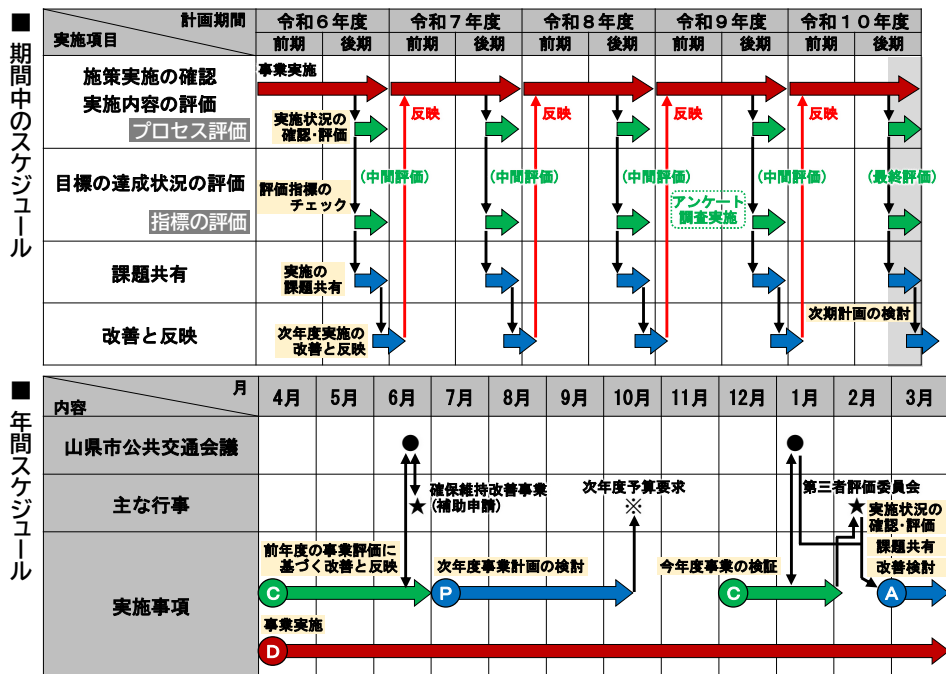 ■ 期間中のスケジュール
計画期間
実施項目
令和6年度 令和7年度 令和8年度 令和9年度 令和10年度
前期 後期 前期 後期 前期 後期 前期 後期 前期 後期
施策実施の確認
実施内容の評価
プロセス評価
事業実施
実施状況の
確認・評価
反映 反映 反映 反映
目標の達成状況の評価
指標の評価
評価指標の
チェック
(中間評価) (中間評価) (中間評価) (中間評価) (最終評価)
アンケート
調査実施
課題共有
実施の
課題共有
改善と反映
次年度実施の
改善と反映
次期計画の検討
■ 年間スケジュール
月
内容
4月 5月 6月 7月 8月 9月 10月 11月 12月 1月 2月 3月
山県市公共交通会議
●
●
主な行事
★
確保維持改善事業
(補助申請)
次年度予算要求
※
第三者評価委員会
★
実施状況の
確認・評価
課題共有
改善検討
実施事項
前年度の事業評価に
基づく改善と反映
C
次年度事業計画の検討
P
今年度事業の検証
C
A
事業実施
D